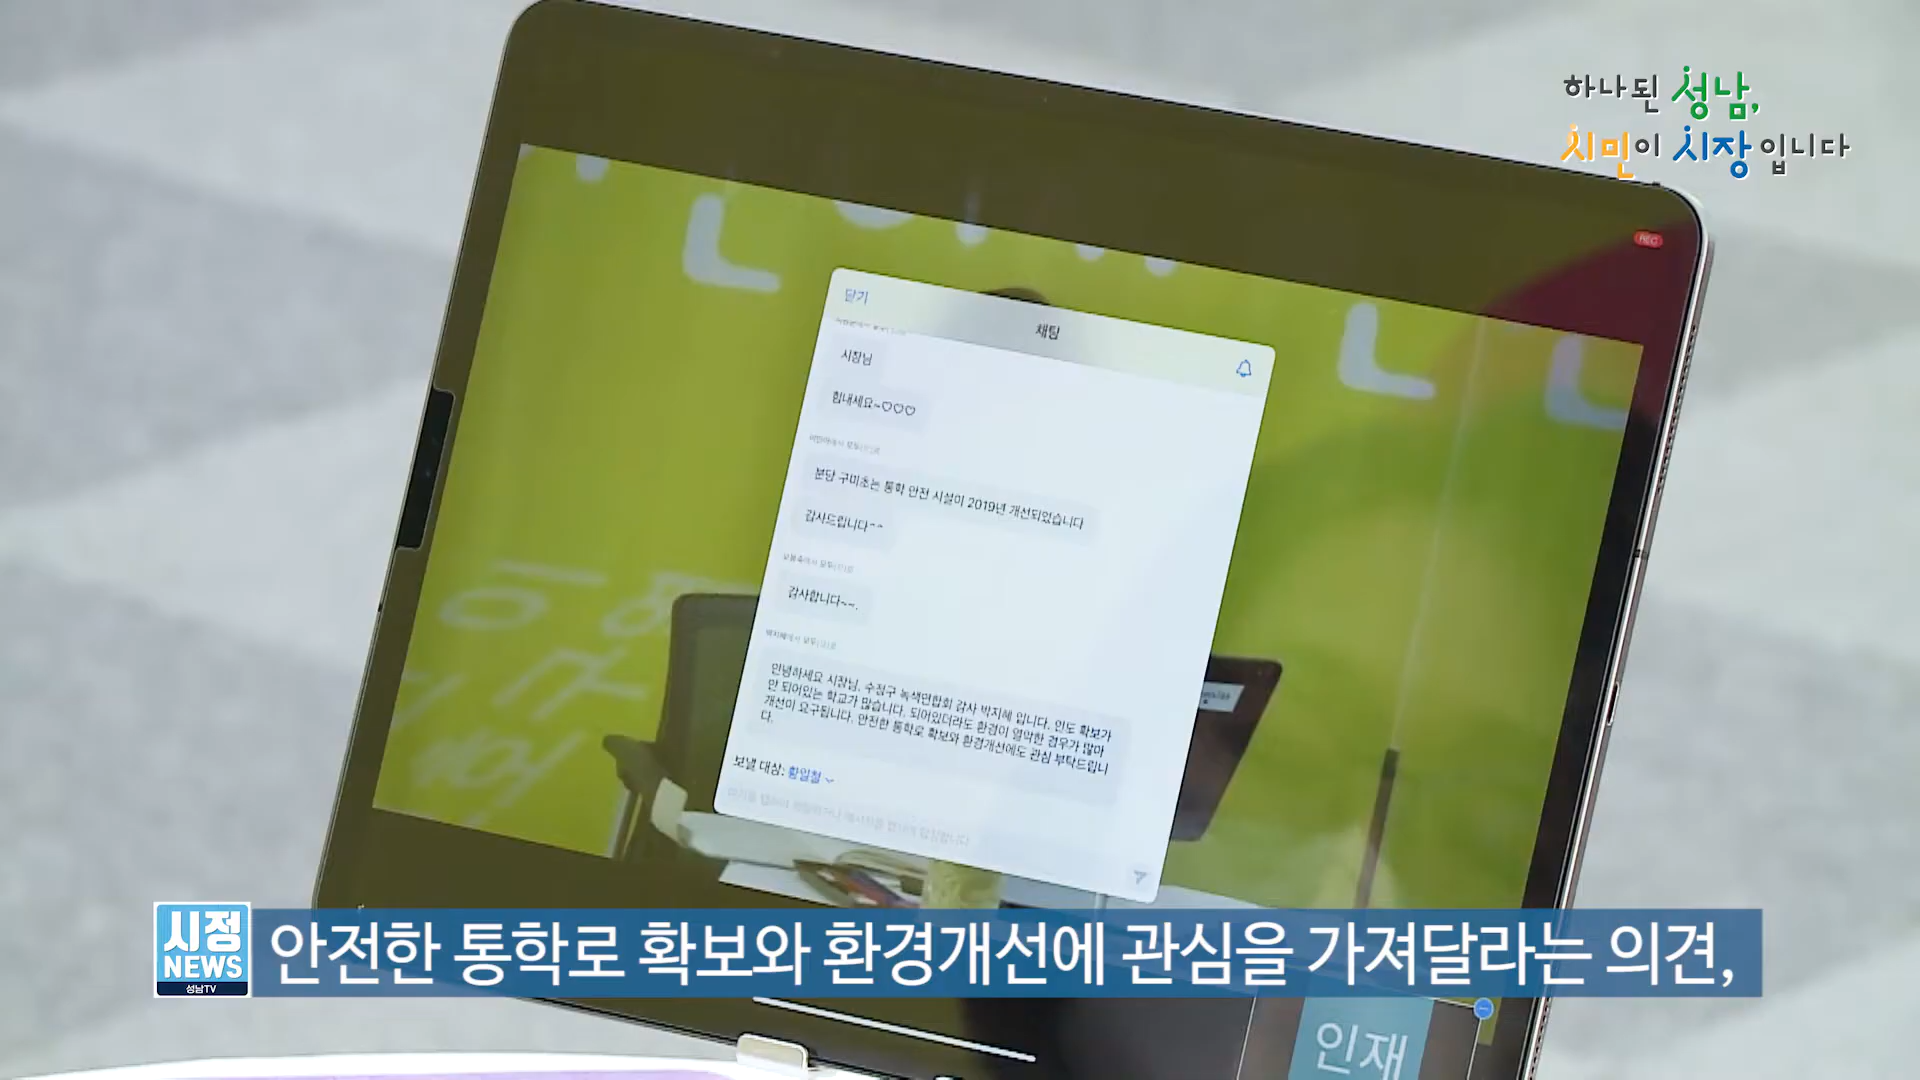 하나된 성남,
시민이 시장입니다
REC
닫기
채팅
시장님
힘내세요~♡♡♡
분당 구미초는 통학 안전 시설이 2019년 개선되었습니다
감사드립니다~~
감사합니다~~.
안녕하세요 시장님. 수정구 녹색연합회 감사 박지혜 입니다. 인도 확보가
안 되어있는 학교가 많습니다. 되어있더라도 환경이 열악한 경우가 많아
개선이 요구됩니다. 안전한 통학로 확보와 환경개선에도 관심 부탁드립니
다.
보낼 대상: 황일철
시정
NEWS
성남TV
안전한 통학로 확보와 환경개선에 관심을 가져달라는 의견,
인재